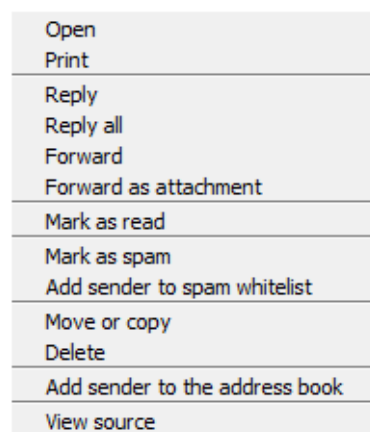 Open
Print
Reply
Reply all
Forward
Forward as attachment
Mark as read
Mark as spam
Add sender to spam whitelist
Move or copy
Delete
Add sender to the address book
View source